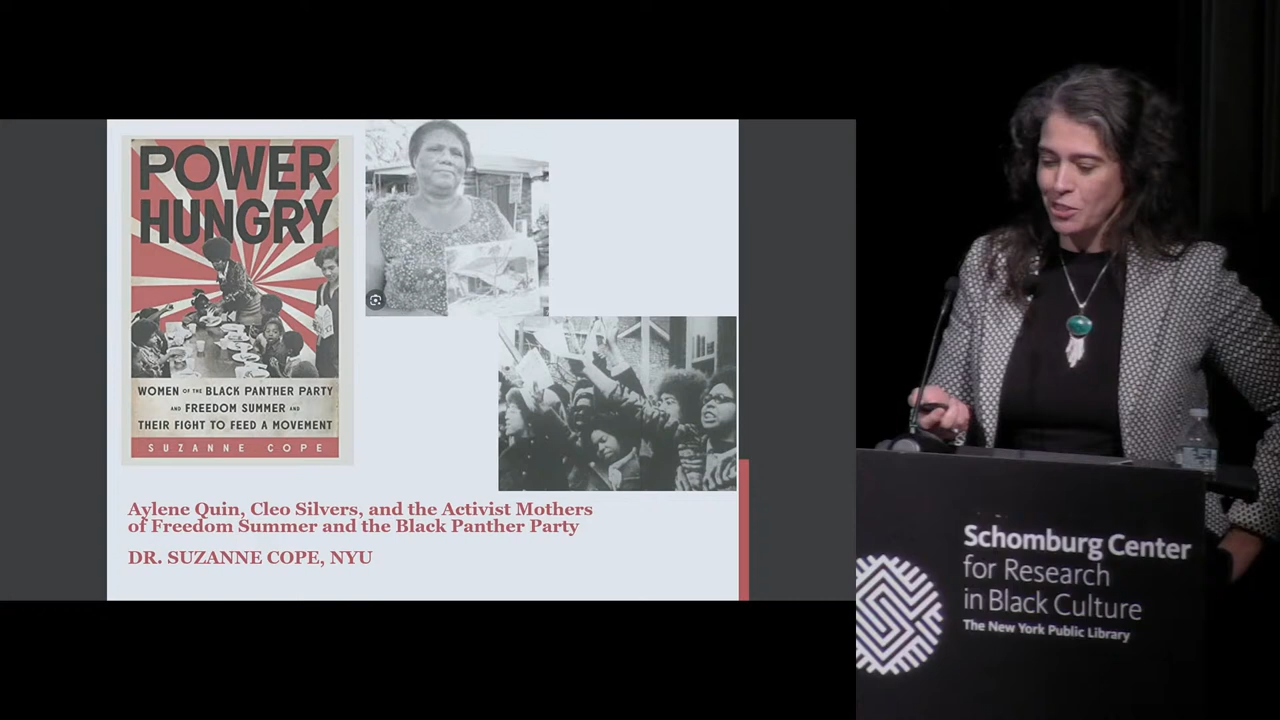 POWER
HUNGRY
WOMEN OF THE BLACK PANTHER PARTY
AND FREEDOM SUMMER AND
THEIR FIGHT TO FEED A MOVEMENT
SUZANNE COPE
Aylene Quin, Cleo Silvers, and the Activist Mothers
of Freedom Summer and the Black Panther Party
DR. SUZANNE COPE, NYU
Schomburg Center
for Research
in Black Culture
The New York Public Library